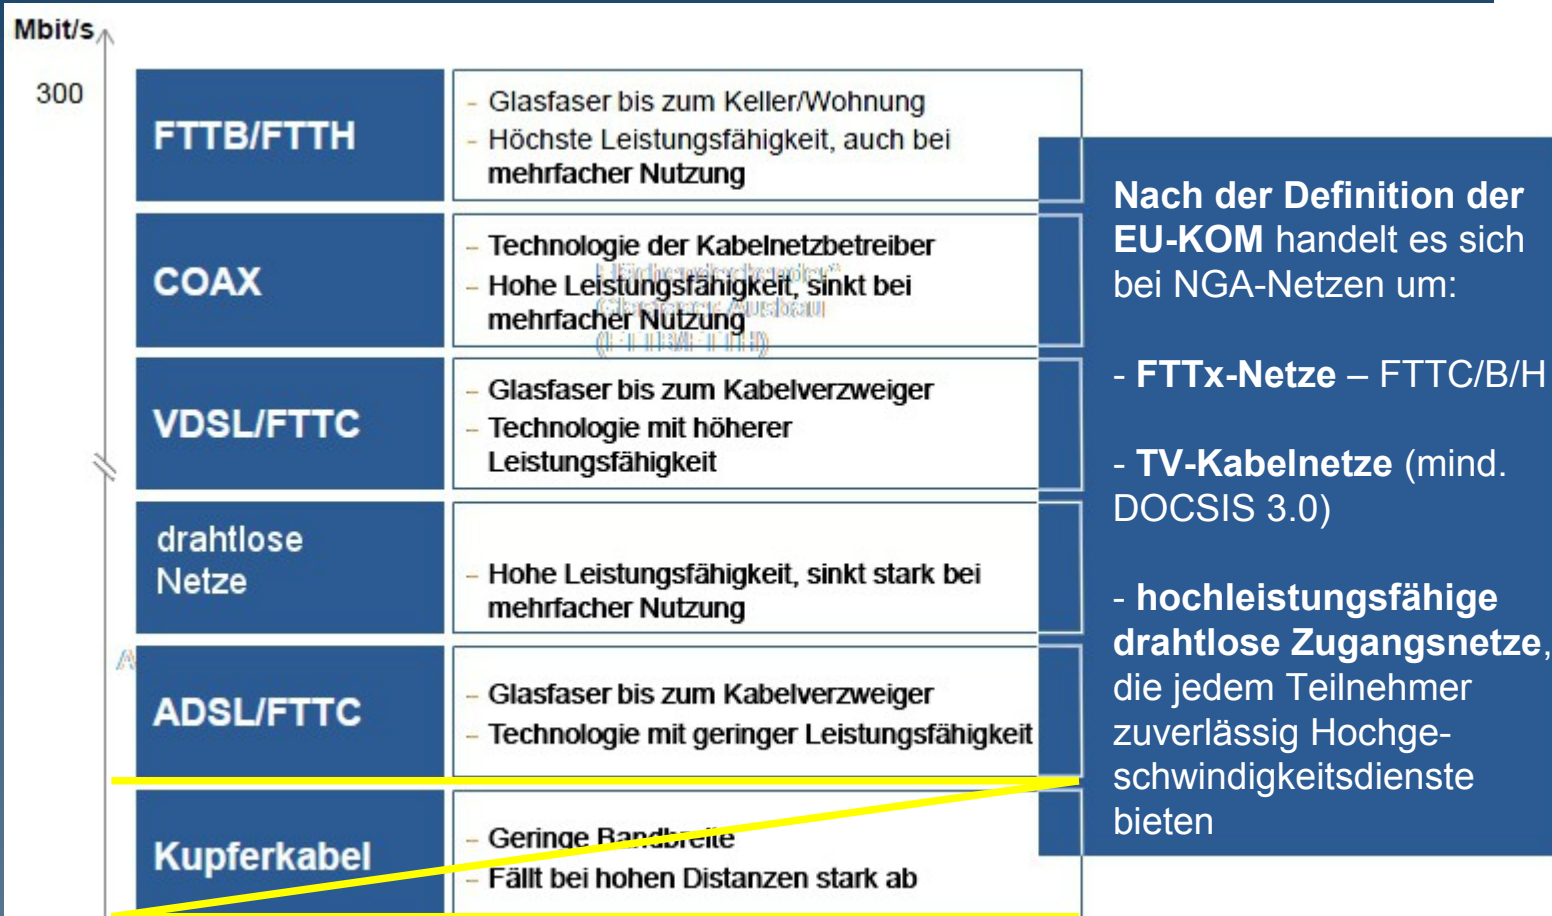 Mbit/s
300
FTTB/FTTH
- Glasfaser bis zum Keller/Wohnung
- Höchste Leistungsfähigkeit, auch bei
mehrfacher Nutzung
COAX
- Technologie der Kabelnetzbetreiber
- Hohe Leistungsfähigkeit, sinkt bei
mehrfacher Nutzung
VDSL/FTTC
- Glasfaser bis zum Kabelverzweiger
- Technologie mit höherer
Leistungsfähigkeit
drahtlose
Netze
- Hohe Leistungsfähigkeit, sinkt stark bei
mehrfacher Nutzung
A
ADSL/FTTC
- Glasfaser bis zum Kabelverzweiger
- Technologie mit geringer Leistungsfähigkeit
Kupferkabel
- Geringe Bandbreite
- Fällt bei hohen Distanzen stark ab
Nach der Definition der
EU-KOM handelt es sich
bei NGA-Netzen um:
- FTTx-Netze – FTTC/B/H
- TV-Kabelnetze (mind.
DOCSIS 3.0)
- hochleistungsfähige
drahtlose Zugangsnetze,
die jedem Teilnehmer
zuverlässig Hochge-
schwindigkeitsdienste
bieten